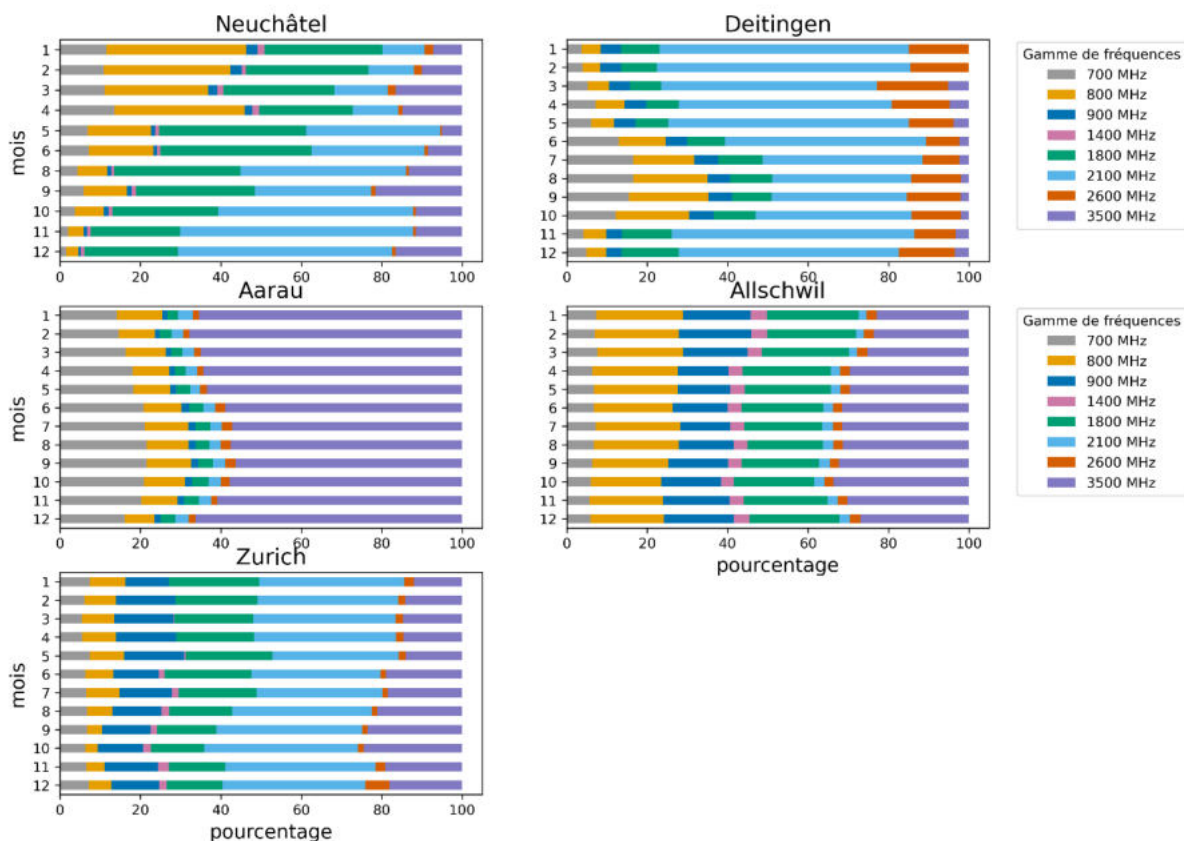 Neuchâtel
mois
1
2
3
4
5
6
8
9
10
11
12
0 20 40 60 80 100
Deitingen
1
2
3
4
5
6
7
8
9
10
11
12
0 20 40 60 80 100
Gamme de fréquences
700 MHz
800 MHz
900 MHz
1400 MHz
1800 MHz
2100 MHz
2600 MHz
3500 MHz
Aarau
mois
1
2
3
4
5
6
7
8
9
10
11
12
0 20 40 60 80 100
Allschwil
1
2
3
4
5
6
7
8
9
10
11
12
0 20 40 60 80 100
pourcentage
Gamme de fréquences
700 MHz
800 MHz
900 MHz
1400 MHz
1800 MHz
2100 MHz
2600 MHz
3500 MHz
Zurich
mois
1
2
3
4
5
6
7
8
9
10
11
12
0 20 40 60 80 100
pourcentage